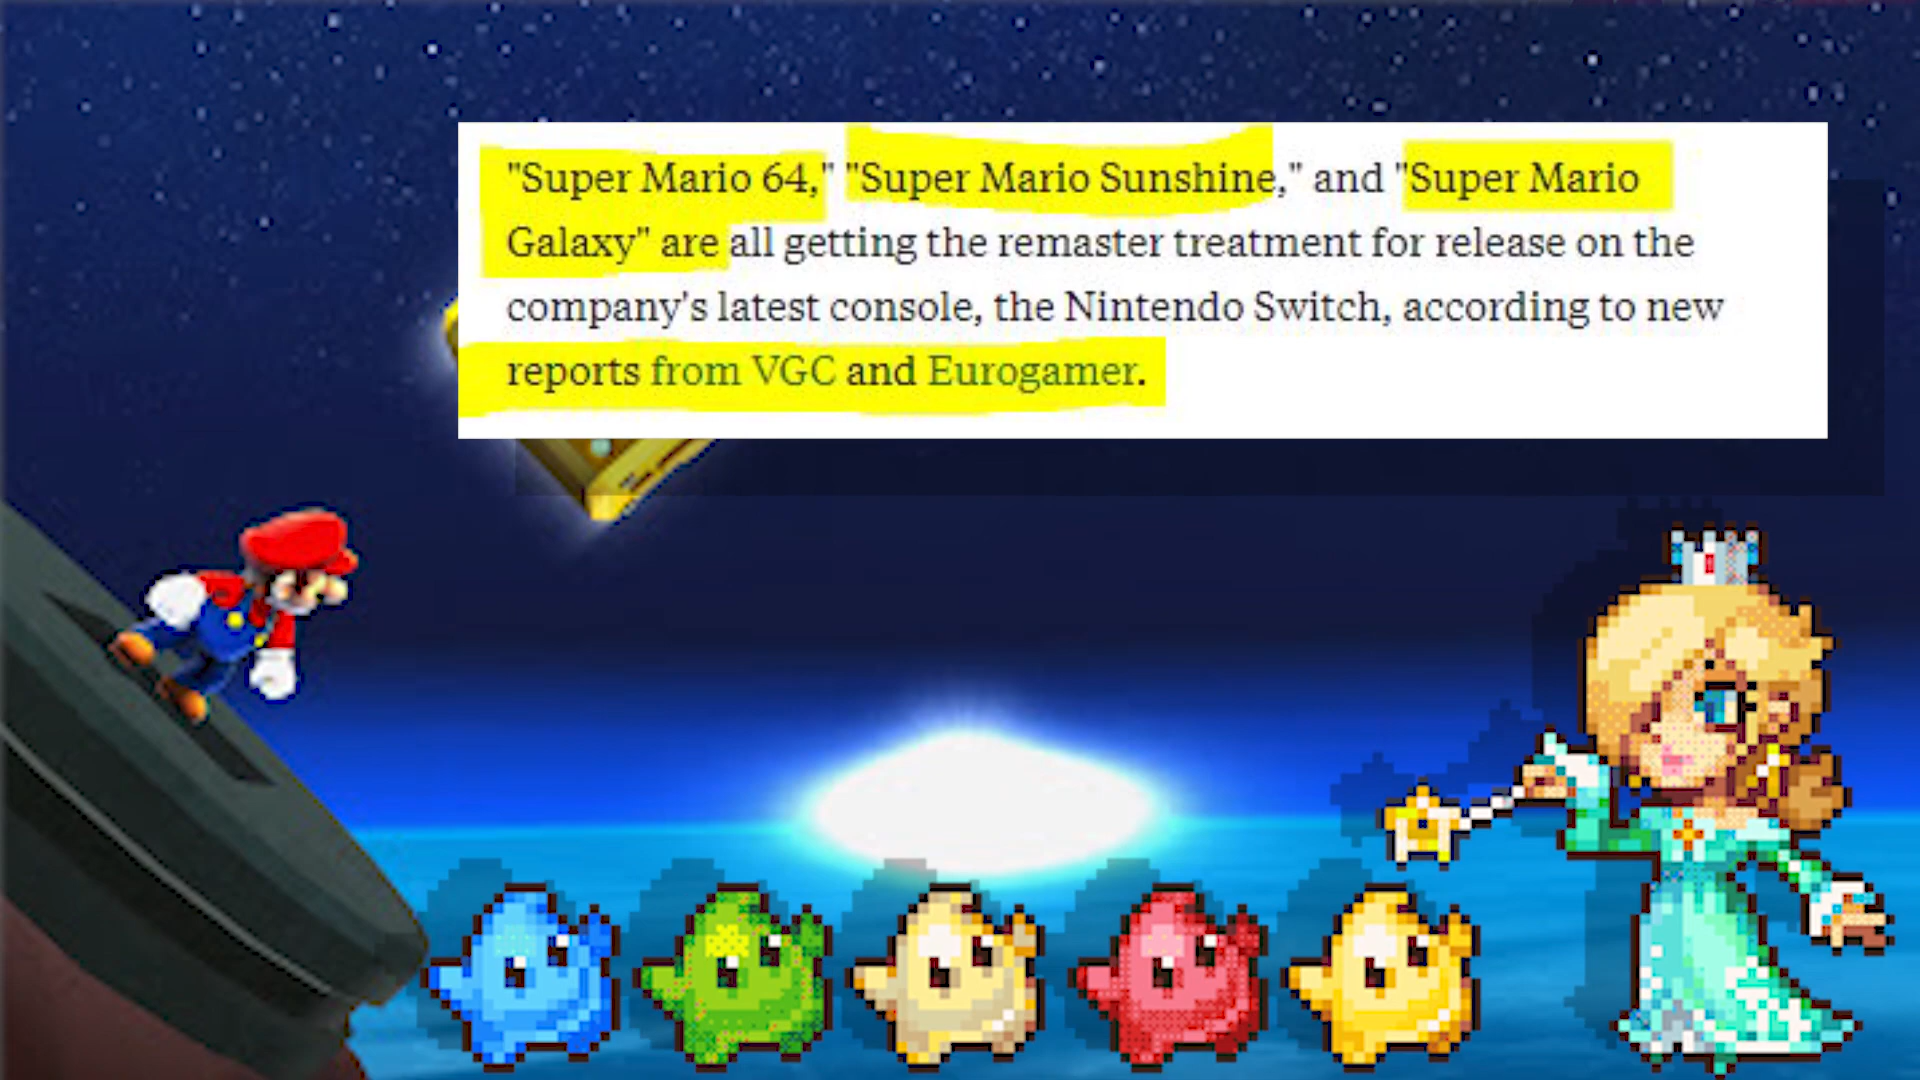 "Super Mario 64," "Super Mario Sunshine," and "Super Mario
Galaxy" are all getting the remaster treatment for release on the
company's latest console, the Nintendo Switch, according to new
reports from VGC and Eurogamer.